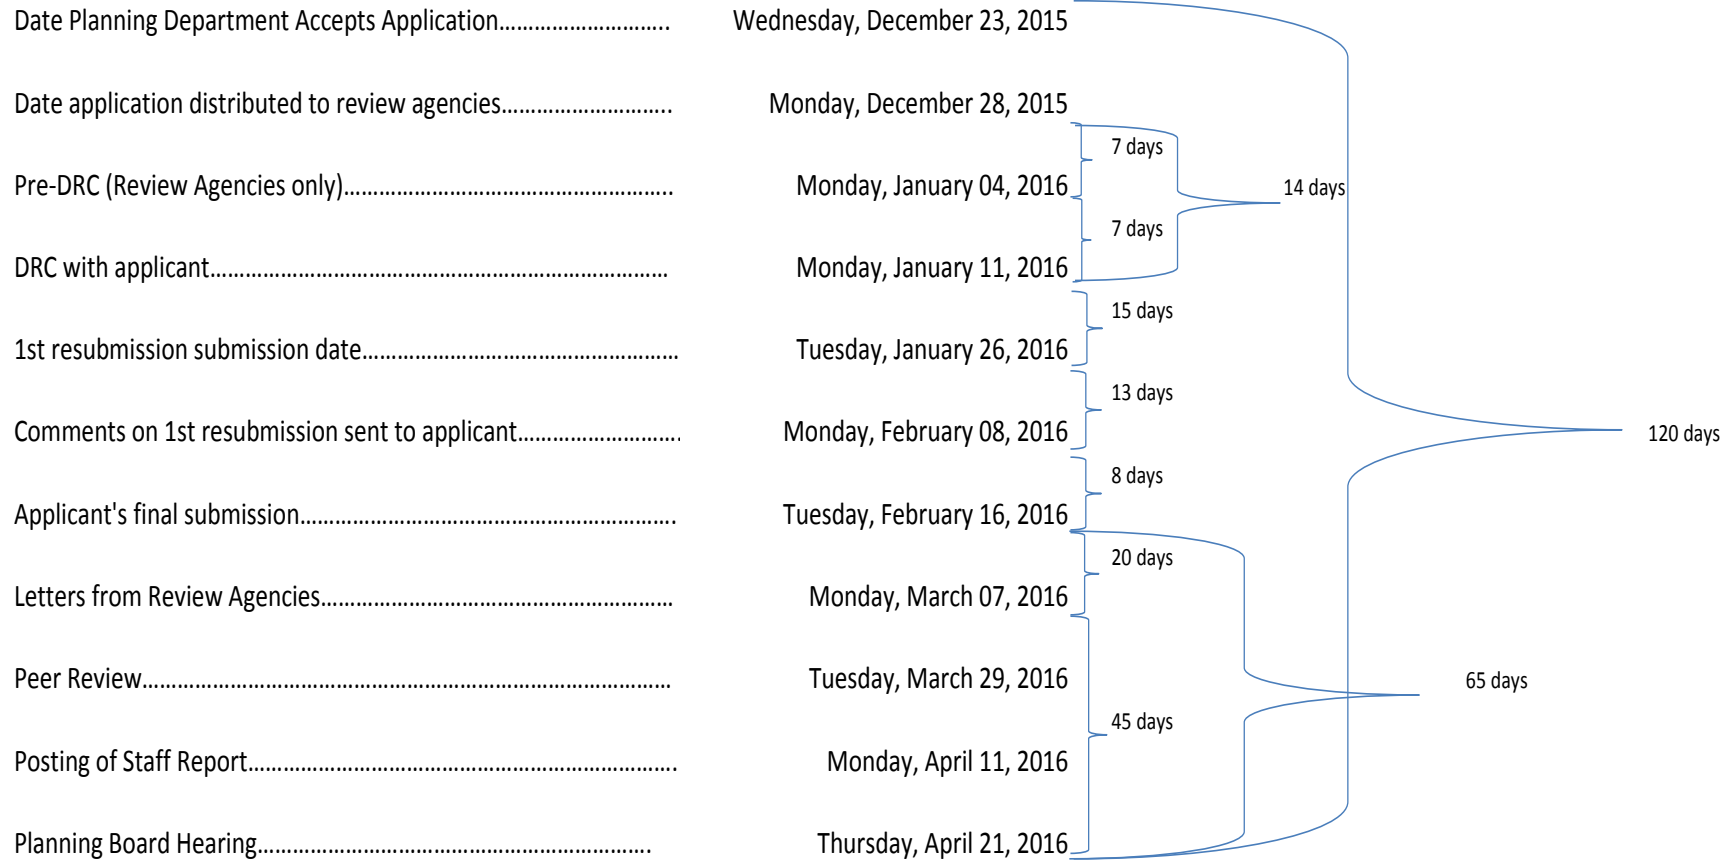 Date Planning Department Accepts Application…………………………….. Wednesday, December 23, 2015
Date application distributed to review agencies……………………….. Monday, December 28, 2015
7 days
Pre-DRC (Review Agencies only)…………………………………………………….. Monday, January 04, 2016 14 days
7 days
DRC with applicant………………………………………………………………………… Monday, January 11, 2016
15 days
1st resubmission submission date………………………………………………… Tuesday, January 26, 2016
13 days
Comments on 1st resubmission sent to applicant………………………. Monday, February 08, 2016 120 days
8 days
Applicant's final submission……………………………………………………………. Tuesday, February 16, 2016
20 days
Letters from Review Agencies………………………………………………………… Monday, March 07, 2016
Peer Review…………………………………………………………………………………… Tuesday, March 29, 2016 65 days
45 days
Posting of Staff Report……………………………………………………………………. Monday, April 11, 2016
Planning Board Hearing…………………………………………………………………. Thursday, April 21, 2016